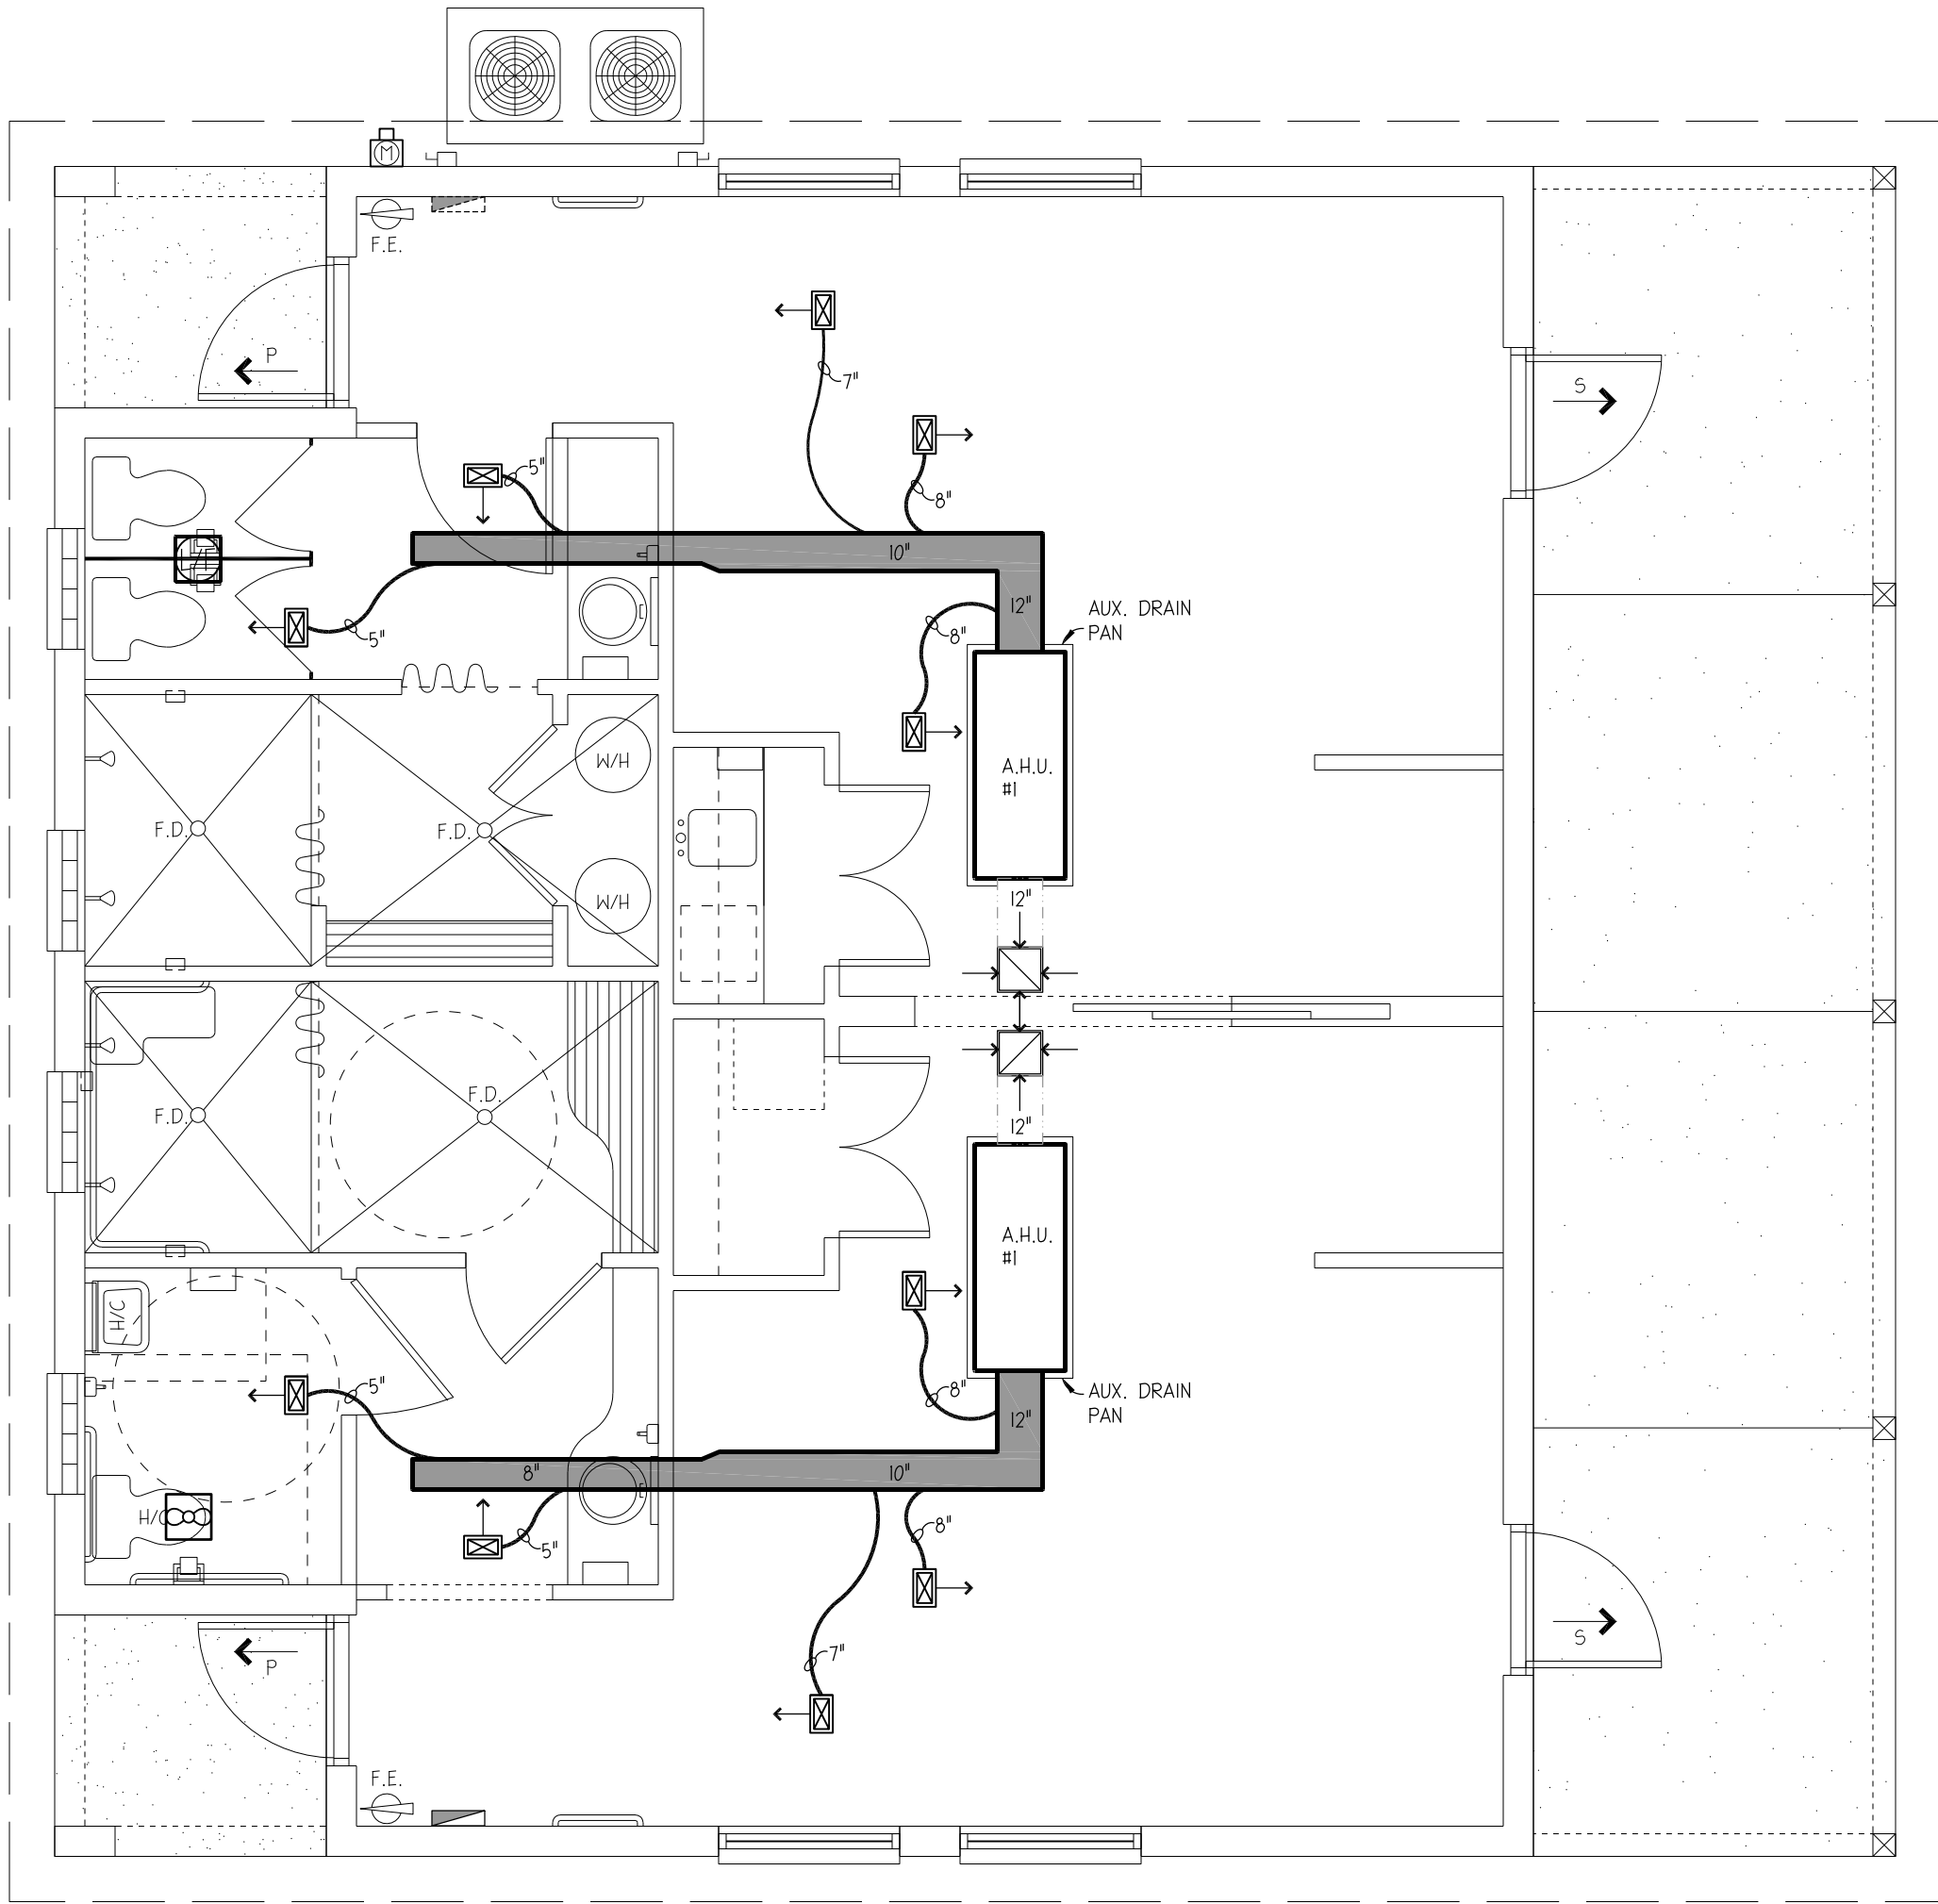 M
F.E.
P
S
7"
5"
8"
10"
5"
12"
8"
AUX. DRAIN
PAN
A.H.U.
#1
W/H
F.D.
F.D.
W/H
12"
F.D.
F.D.
12"
A.H.U.
#1
H/C
5"
8"
AUX. DRAIN
PAN
12"
8"
10"
H/C
5"
8"
7"
S
P
F.E.